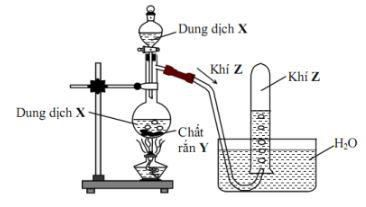 Dung dịch X
Khí Z
Khí Z
Dung dịch X
Chất
rắn Y
H₂O